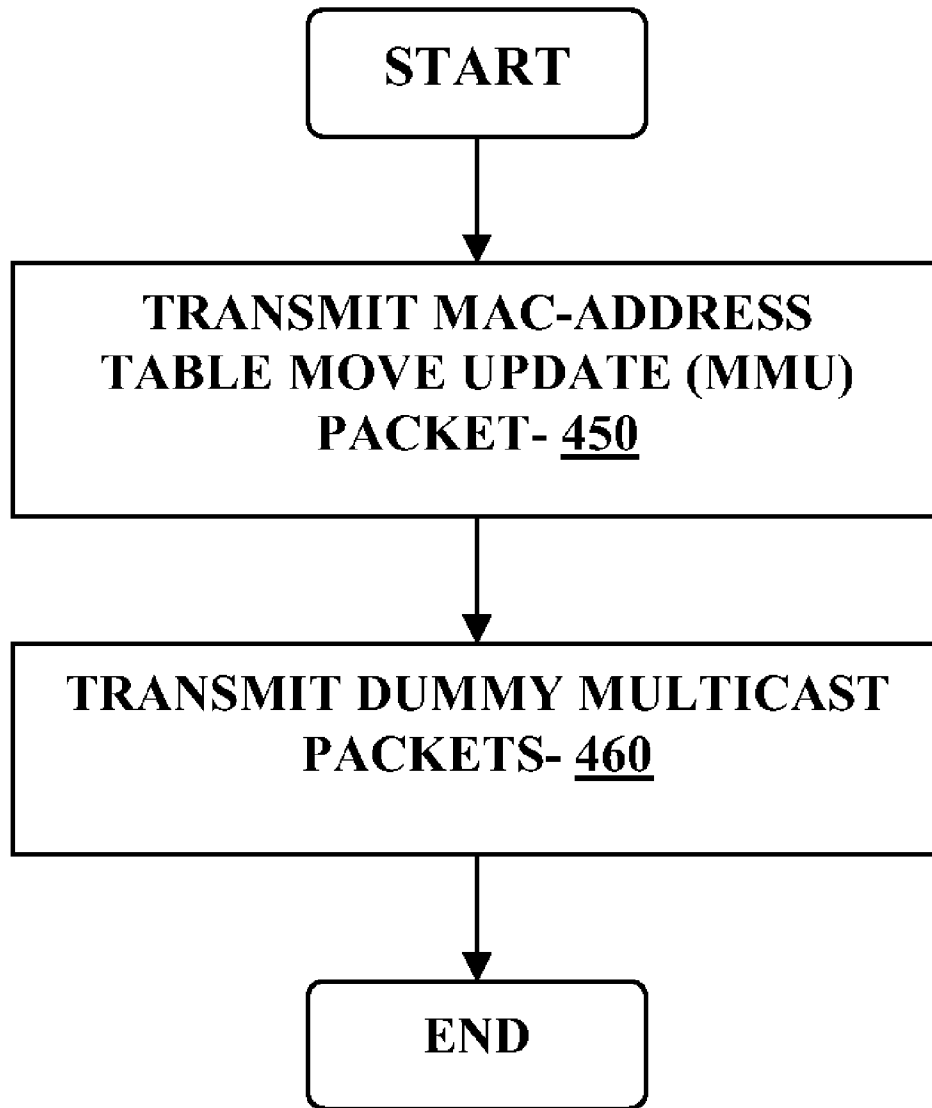 START
TRANSMIT MAC-ADDRESS
TABLE MOVE UPDATE (MMU)
PACKET- 450
TRANSMIT DUMMY MULTICAST
PACKETS- 460
END